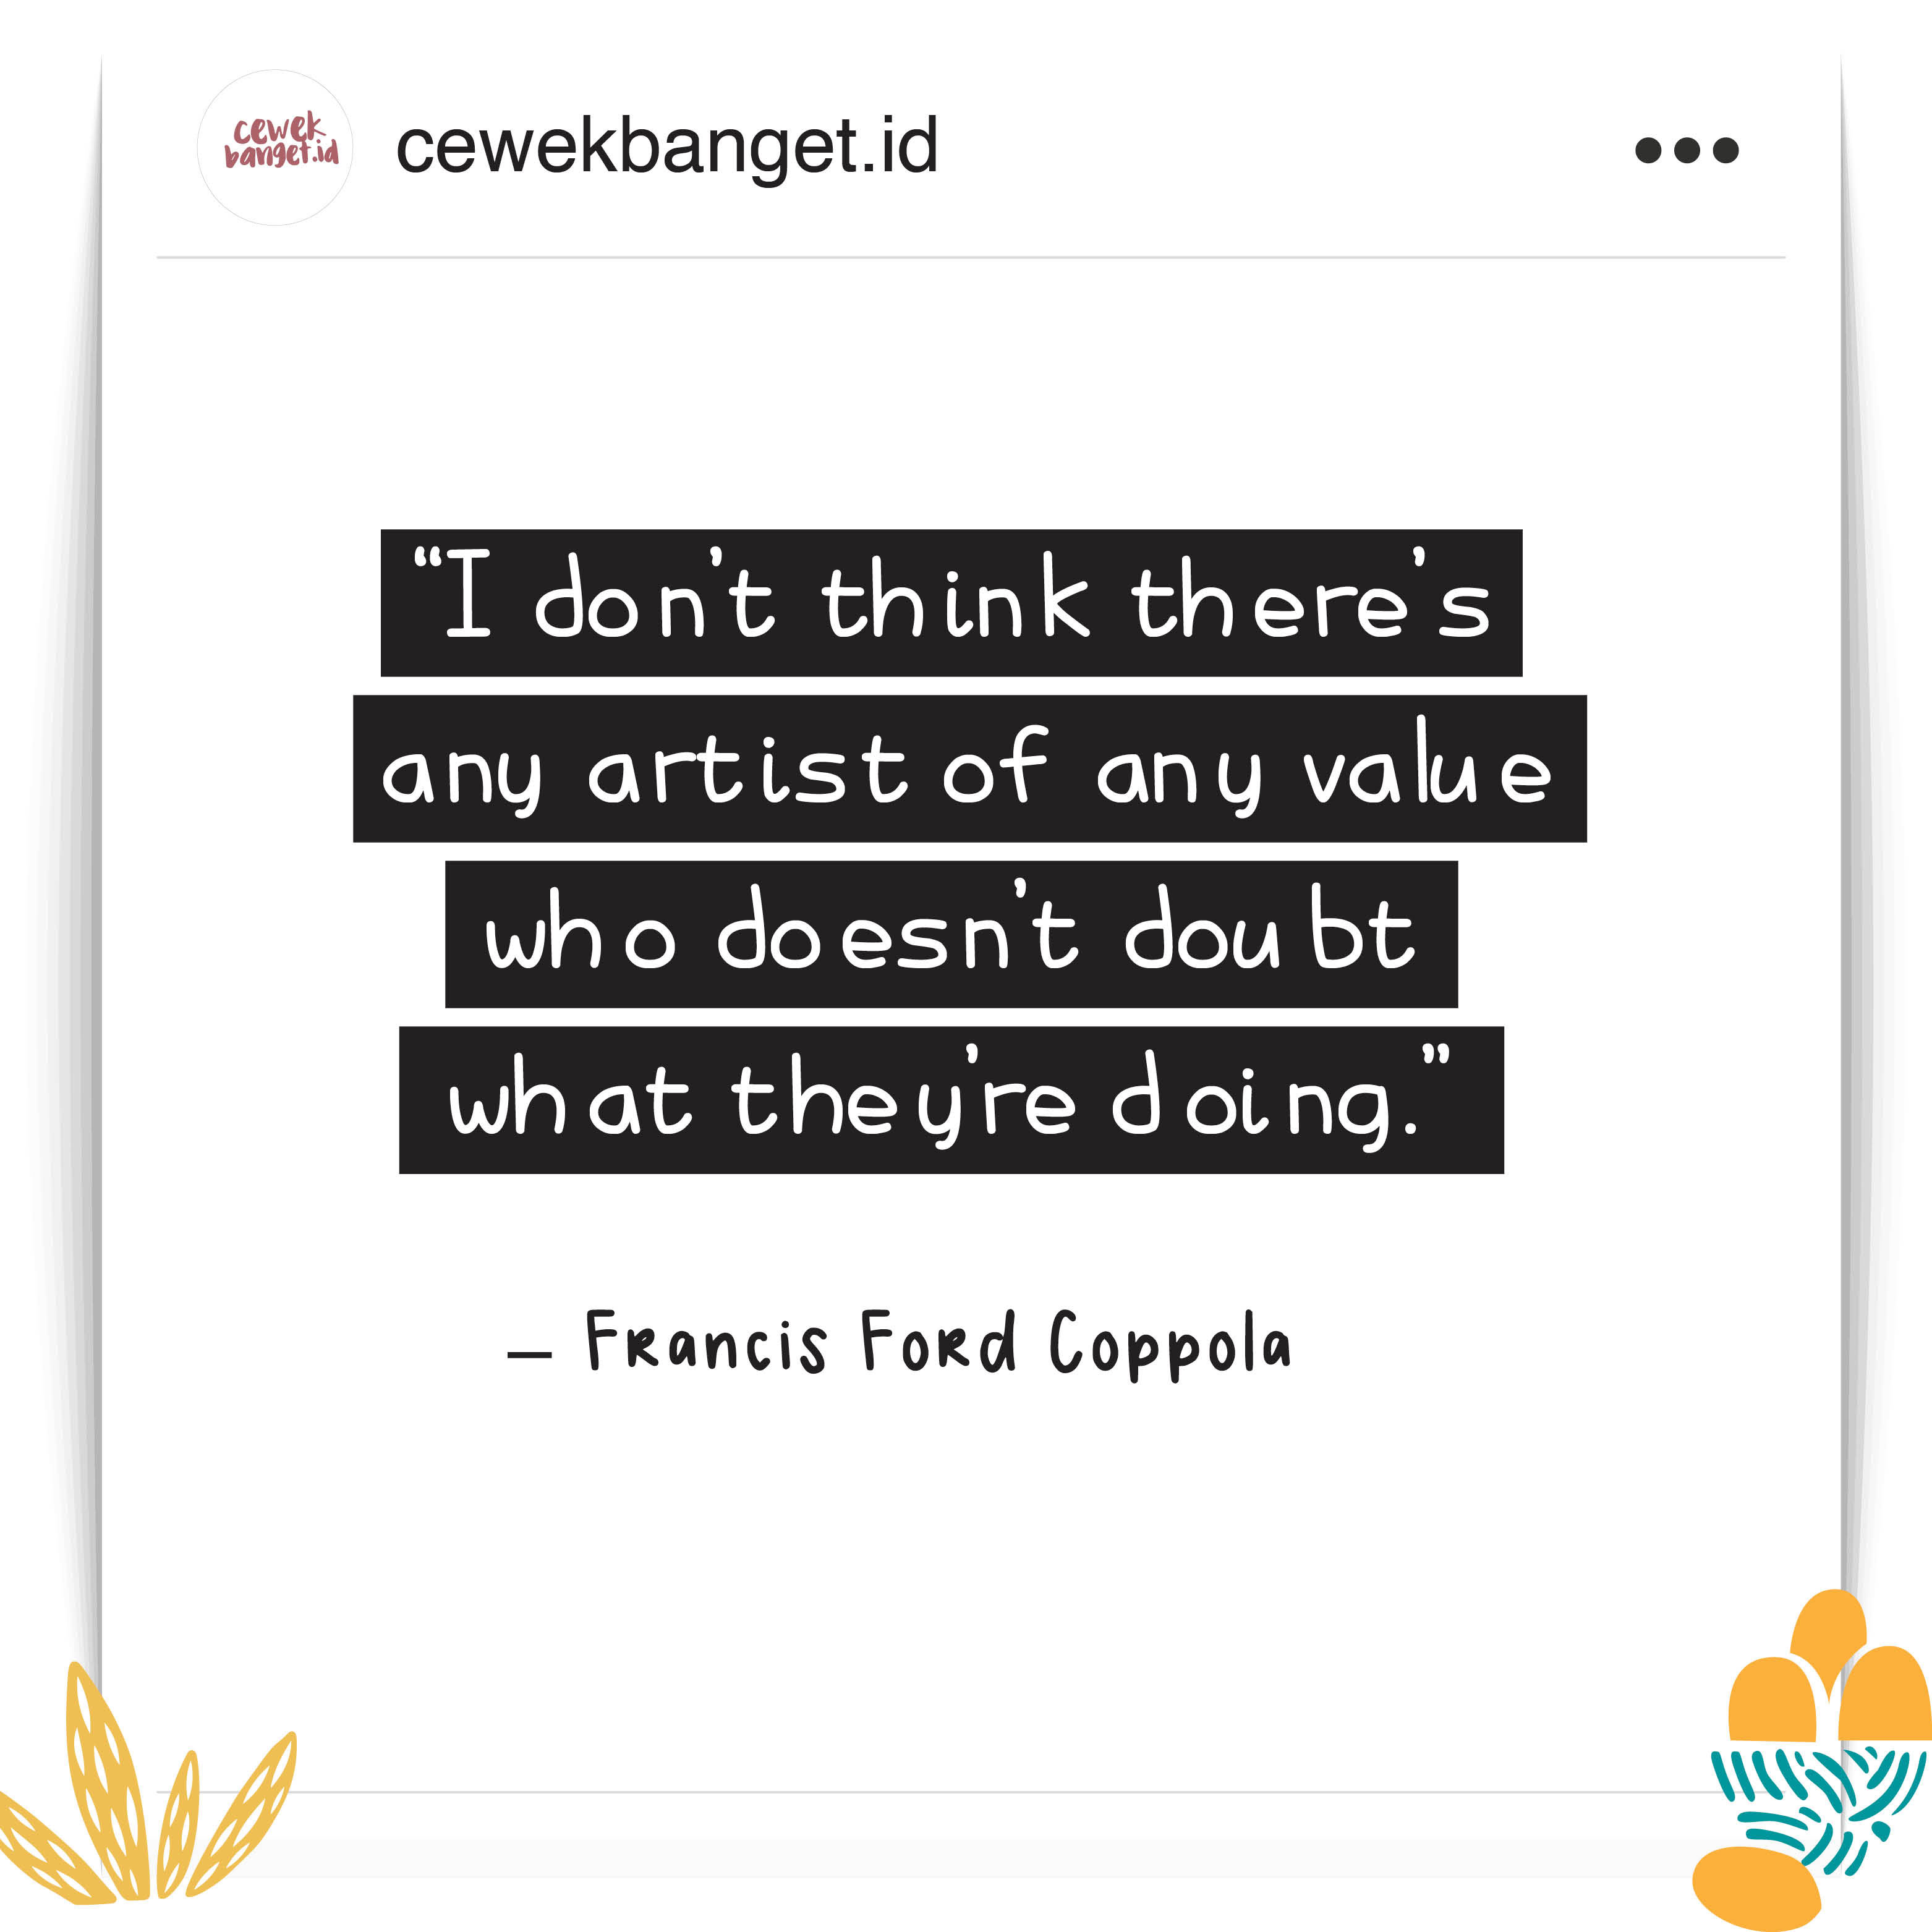 cewek
banget.id
cewekbanget.id
“I don’t think there’s
any artist of any value
who doesn’t doubt
what they’re doing.”
— Francis Ford Coppola